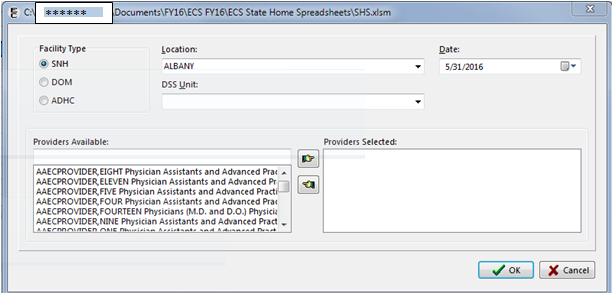 C:\ ****** \Documents\FY16\ECS FY16\ECS State Home Spreadsheets\SHS.xlsm
Facility Type
SNH
DOM
ADHC
Location:
ALBANY
DSS Unit:
Date:
5/31/2016
Providers Available:
AAECPROVIDER,EIGHT Physician Assistants and Advanced Prac
AAECPROVIDER,ELEVEN Physician Assistants and Advanced Pr
AAECPROVIDER,FIVE Physician Assistants and Advanced Practi
AAECPROVIDER,FOUR Physician Assistants and Advanced Prac
AAECPROVIDER,FOURTEEN Physicians (M.D. and D.O.) Physicia
AAECPROVIDER,NINE Physician Assistants and Advanced Pract
AAECPROVIDER,ONE Physician Assistants and Advanced Prac
Providers Selected:
OK
Cancel